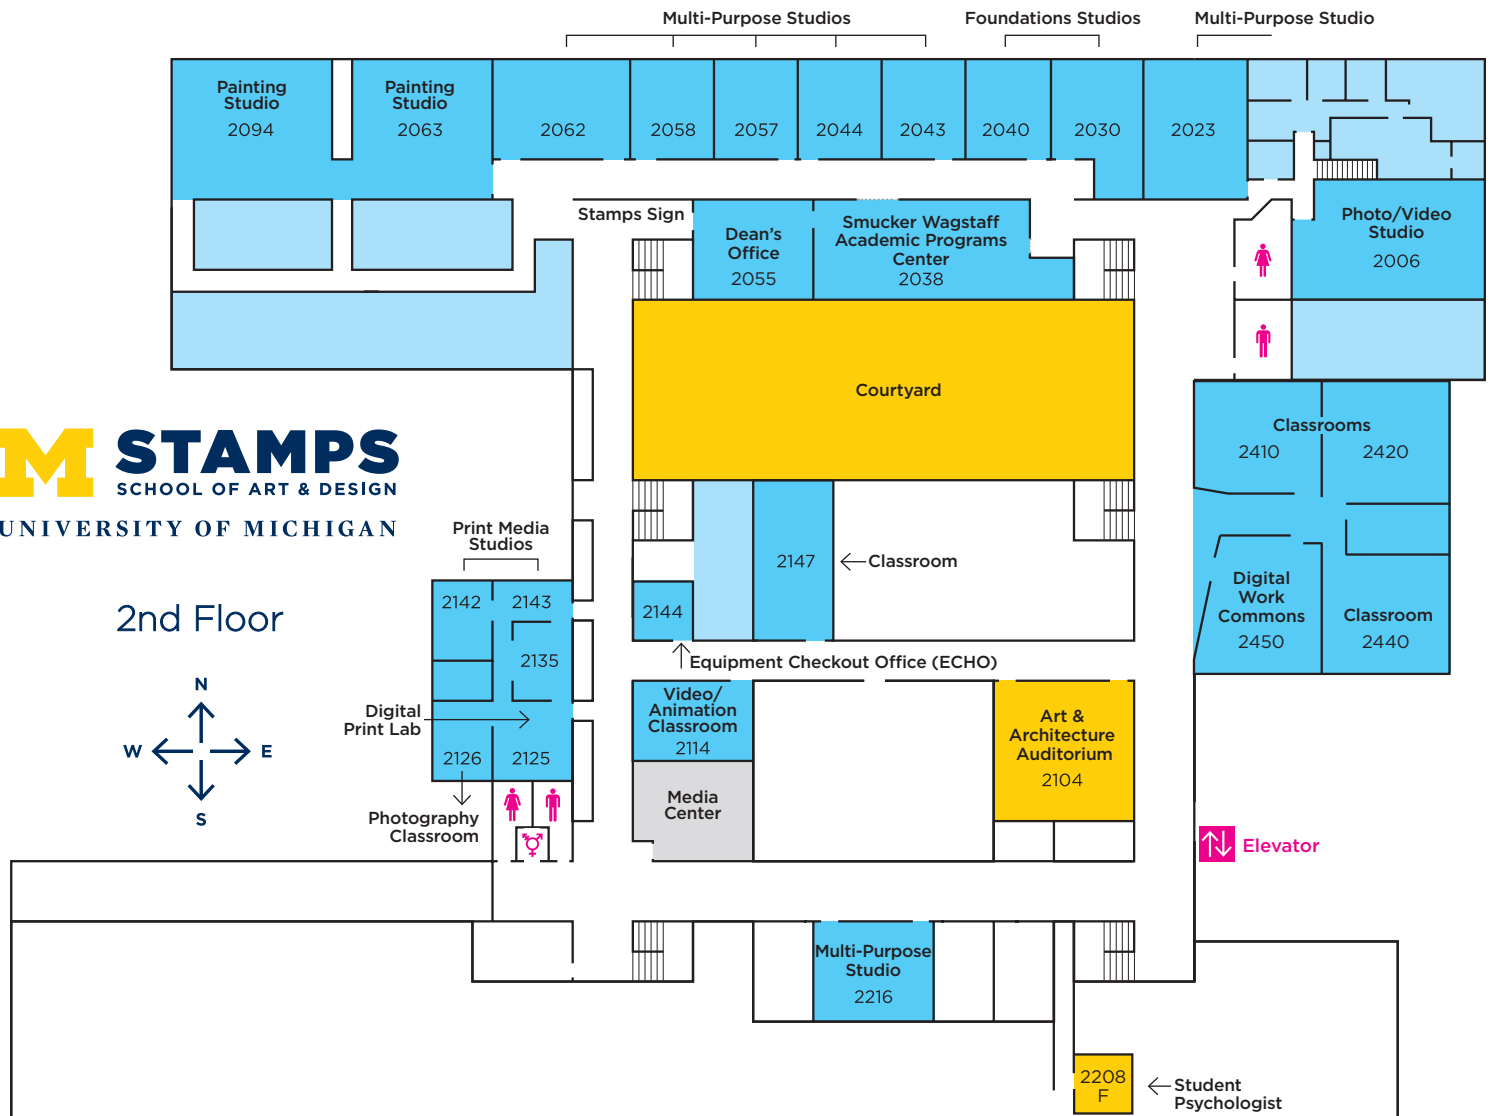 Multi-Purpose Studios
Foundations Studios
Multi-Purpose Studio
Painting
Studio
2094
Painting
Studio
2063
2062
2058
2057
2044
2043
2040
2030
2023
Stamps Sign
Dean's
Office
2055
Smucker Wagstaff
Academic Programs
Center
2038
Photo/Video
Studio
2006
Courtyard
M STAMPS
SCHOOL OF ART & DESIGN
UNIVERSITY OF MICHIGAN
2nd Floor
N
W
E
S
Classrooms
2410
2420
Print Media
Studios
2142
2143
2135
2147
Classroom
2144
Equipment Checkout Office (ECHO)
Digital
Work
Commons
2450
Classroom
2440
Digital
Print Lab
2126
2125
Photography
Classroom
Video/
Animation
Classroom
2114
Media
Center
Art &
Architecture
Auditorium
2104
Elevator
Multi-Purpose
Studio
2216
2208
F
Student
Psychologist